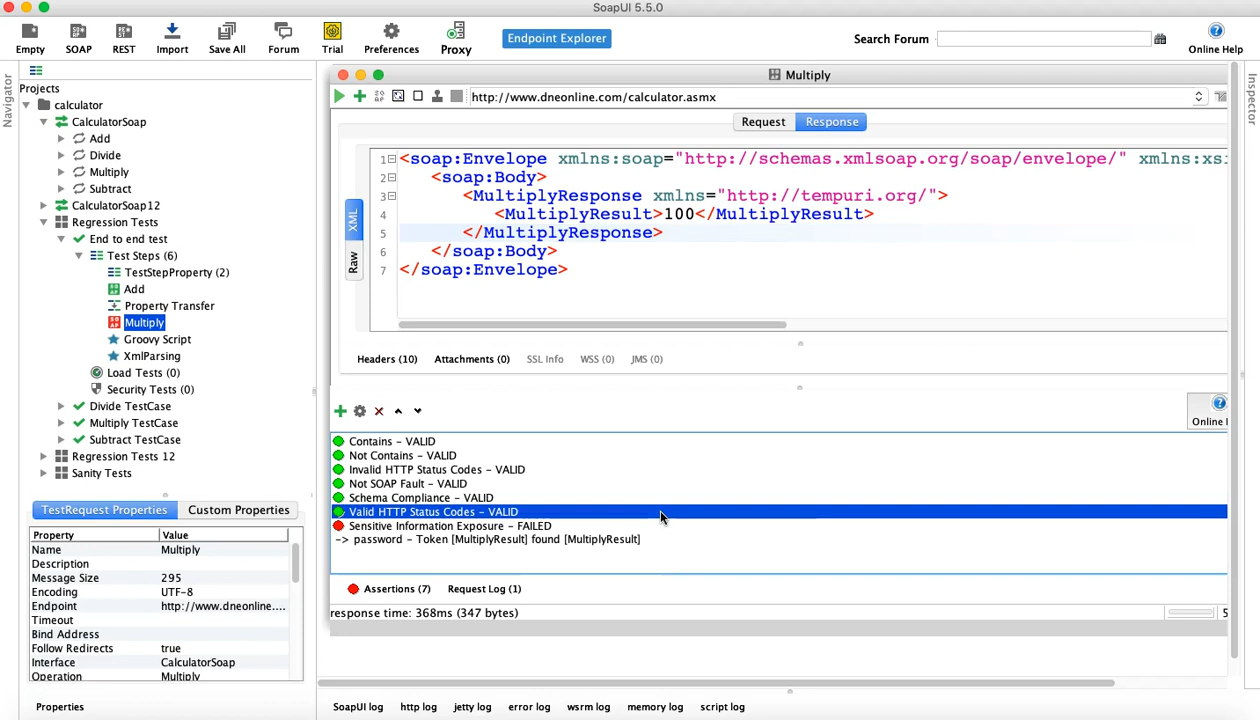 SoapUI 5.5.0
Empty SOAP REST Import Save All Forum Trial Preferences Proxy Endpoint Explorer Search Forum Online Help
Navigator
Inspector
Projects
calculator
CalculatorSoap
Add
Divide
Multiply
Subtract
CalculatorSoap12
Regression Tests
End to end test
Test Steps (6)
TestStepProperty (2)
Add
Property Transfer
Multiply
Groovy Script
XmlParsing
Load Tests (0)
Security Tests (0)
Divide TestCase
Multiply TestCase
Subtract TestCase
Regression Tests 12
Sanity Tests
TestRequest Properties Custom Properties
Property Value
Name Multiply
Description
Message Size 295
Encoding UTF-8
Endpoint http://www.dneonline....
Timeout
Bind Address
Follow Redirects true
Interface CalculatorSoap
Operation Multiply
Properties
Multiply
http://www.dneonline.com/calculator.asmx
Request Response
XML
Raw
1 <soap:Envelope xmlns:soap="http://schemas.xmlsoap.org/soap/envelope/" xmlns:xsi
2 <soap:Body>
3 <MultiplyResponse xmlns="http://tempuri.org/">
4 <MultiplyResult>100</MultiplyResult>
5 </MultiplyResponse>
6 </soap:Body>
7 </soap:Envelope>
Headers (10) Attachments (0) SSL Info WSS (0) JMS (0)
Online
Contains - VALID
Not Contains - VALID
Invalid HTTP Status Codes - VALID
Not SOAP Fault - VALID
Schema Compliance - VALID
Valid HTTP Status Codes - VALID
Sensitive Information Exposure - FAILED
-> password - Token [MultiplyResult] found [MultiplyResult]
Assertions (7) Request Log (1)
response time: 368ms (347 bytes)
SoapUI log http log jetty log error log wsrm log memory log script log